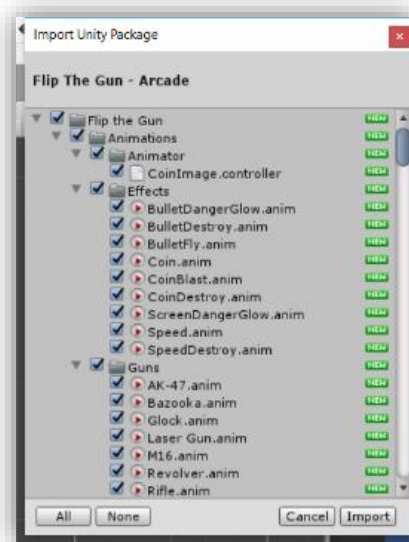 Import Unity Package
Flip The Gun - Arcade
Flip the Gun NEW
Animations NEW
Animator NEW
CoinImage.controller NEW
Effects NEW
BulletDangerGlow.anim NEW
BulletDestroy.anim NEW
BulletFly.anim NEW
Coin.anim NEW
CoinBlast.anim NEW
CoinDestroy.anim NEW
ScreenDangerGlow.anim NEW
Speed.anim NEW
SpeedDestroy.anim NEW
Guns NEW
AK-47.anim NEW
Bazooka.anim NEW
Glock.anim NEW
Laser Gun.anim NEW
M16.anim NEW
Revolver.anim NEW
Rifle.anim NEW
All None Cancel Import